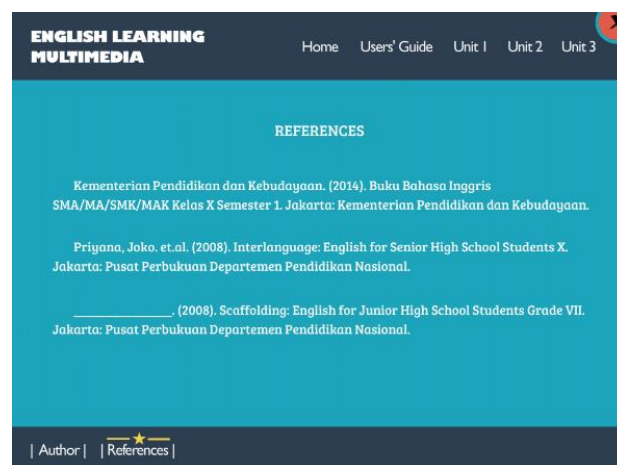 ENGLISH LEARNING
MULTIMEDIA
Home Users' Guide Unit 1 Unit 2 Unit 3
X
REFERENCES
Kementerian Pendidikan dan Kebudayaan. (2014). Buku Bahasa Inggris
SMA/MA/SMK/MAK Kelas X Semester 1. Jakarta: Kementerian Pendidikan dan Kebudayaan.
Priyana, Joko. et.al. (2008). Interlanguage: English for Senior High School Students X.
Jakarta: Pusat Perbukuan Departemen Pendidikan Nasional.
_______________. (2008). Scaffolding: English for Junior High School Students Grade VII.
Jakarta: Pusat Perbukuan Departemen Pendidikan Nasional.
| Author | | References |